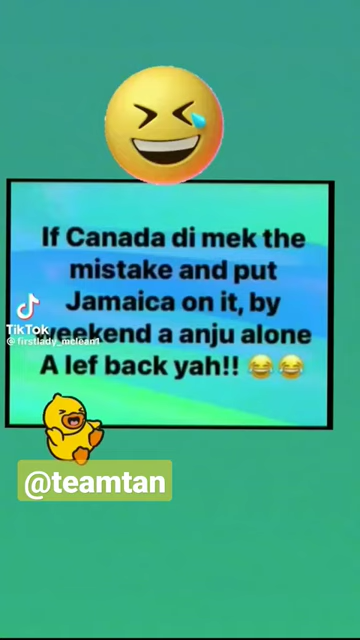 If Canada di mek the
mistake and put
Jamaica on it, by
weekend a anju alone
A lef back yah!! 😂😂
TikTok
@firstlady_mclean1
@teamtan